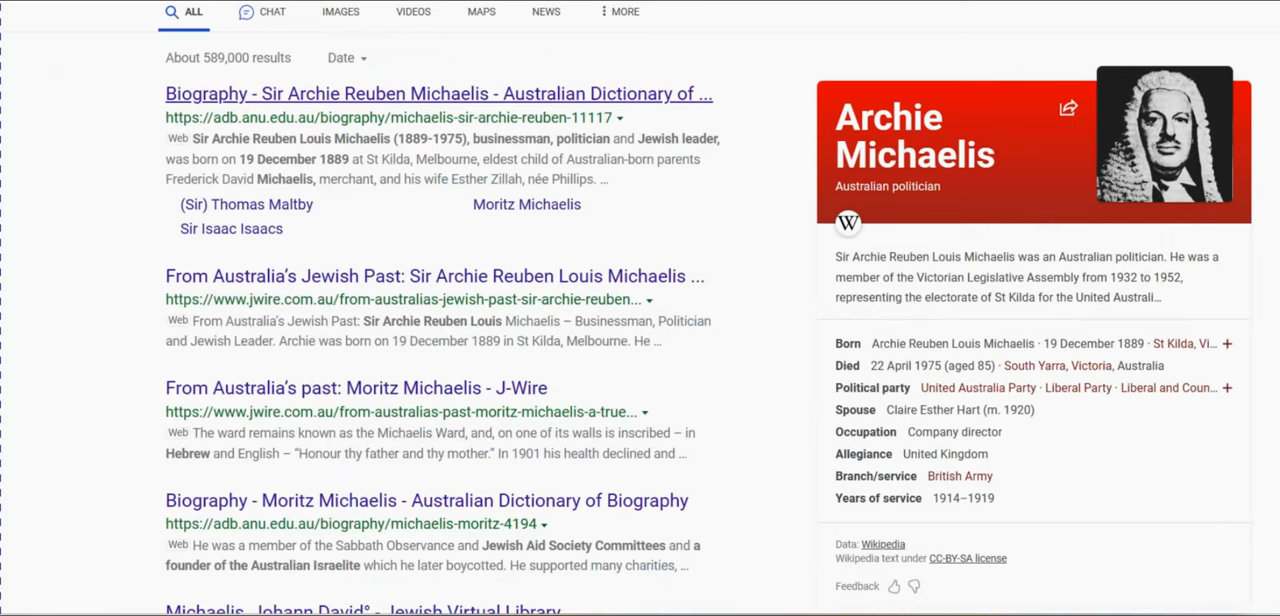 ALL CHAT IMAGES VIDEOS MAPS NEWS MORE
About 589,000 results Date
Biography - Sir Archie Reuben Michaelis - Australian Dictionary of ...
https://adb.anu.edu.au/biography/michaelis-sir-archie-reuben-11117
Web Sir Archie Reuben Louis Michaelis (1889-1975), businessman, politician and Jewish leader,
was born on 19 December 1889 at St Kilda, Melbourne, eldest child of Australian-born parents
Frederick David Michaelis, merchant, and his wife Esther Zillah, née Phillips. ...
(Sir) Thomas Maltby Moritz Michaelis
Sir Isaac Isaacs
From Australia's Jewish Past: Sir Archie Reuben Louis Michaelis ...
https://www.jwire.com.au/from-australias-jewish-past-sir-archie-reuben...
Web From Australia's Jewish Past: Sir Archie Reuben Louis Michaelis – Businessman, Politician
and Jewish Leader. Archie was born on 19 December 1889 in St Kilda, Melbourne. He ...
From Australia's past: Moritz Michaelis - J-Wire
https://www.jwire.com.au/from-australias-past-moritz-michaelis-a-true...
Web The ward remains known as the Michaelis Ward, and, on one of its walls is inscribed – in
Hebrew and English – "Honour thy father and thy mother." In 1901 his health declined and ...
Biography - Moritz Michaelis - Australian Dictionary of Biography
https://adb.anu.edu.au/biography/michaelis-moritz-4194
Web He was a member of the Sabbath Observance and Jewish Aid Society Committees and a
founder of the Australian Israelite which he later boycotted. He supported many charities, ...
Michaelis, Johann David° - Jewish Virtual Library
Archie
Michaelis
Australian politician
W
Sir Archie Reuben Louis Michaelis was an Australian politician. He was a
member of the Victorian Legislative Assembly from 1932 to 1952,
representing the electorate of St Kilda for the United Australi...
Born Archie Reuben Louis Michaelis · 19 December 1889 · St Kilda, Vi... +
Died 22 April 1975 (aged 85) · South Yarra, Victoria, Australia
Political party United Australia Party · Liberal Party · Liberal and Coun... +
Spouse Claire Esther Hart (m. 1920)
Occupation Company director
Allegiance United Kingdom
Branch/service British Army
Years of service 1914–1919
Data: Wikipedia
Wikipedia text under CC-BY-SA license
Feedback